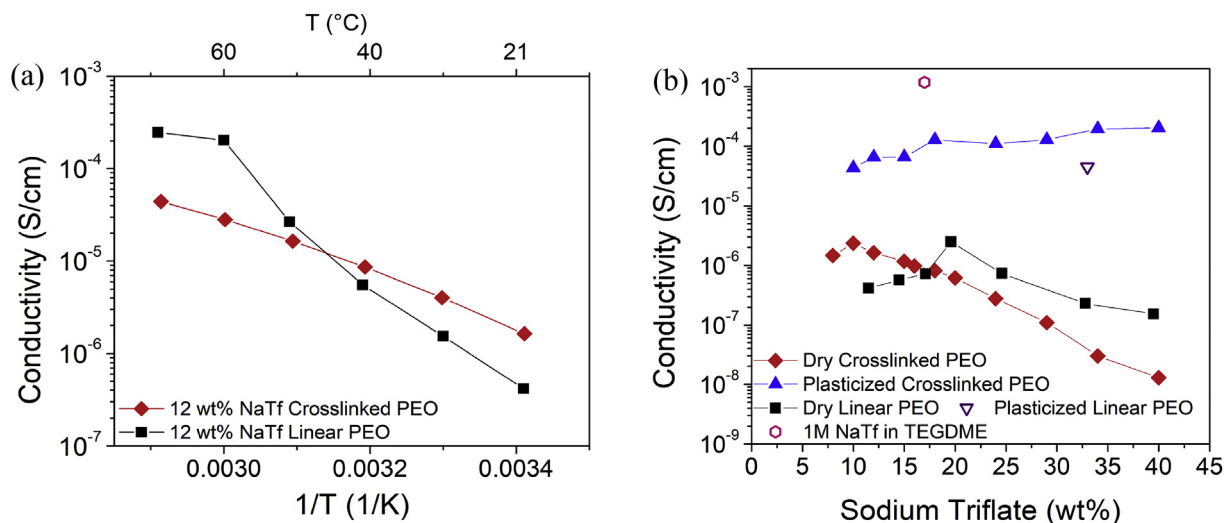 (a)
T (°C)
60 40 21
Conductivity (S/cm)
10⁻³
10⁻⁴
10⁻⁵
10⁻⁶
10⁻⁷
12 wt% NaTf Crosslinked PEO
12 wt% NaTf Linear PEO
0.0030 0.0032 0.0034
1/T (1/K)
(b)
Conductivity (S/cm)
10⁻³
10⁻⁴
10⁻⁵
10⁻⁶
10⁻⁷
10⁻⁸
10⁻⁹
Dry Crosslinked PEO
Plasticized Crosslinked PEO
Dry Linear PEO Plasticized Linear PEO
1M NaTf in TEGDME
0 5 10 15 20 25 30 35 40 45
Sodium Triflate (wt%)